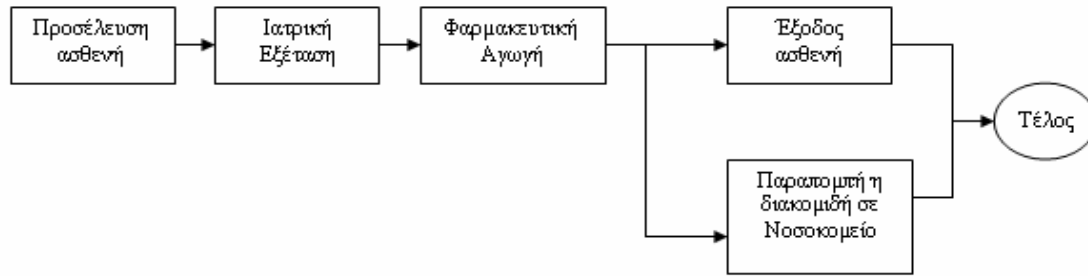 Προσέλευση
ασθενή
Ιατρική
Εξέταση
Φαρμακευτική
Αγωγή
Έξοδος
ασθενή
Τέλος
Παραπομπή η
διακομιδή σε
Νοσοκομείο